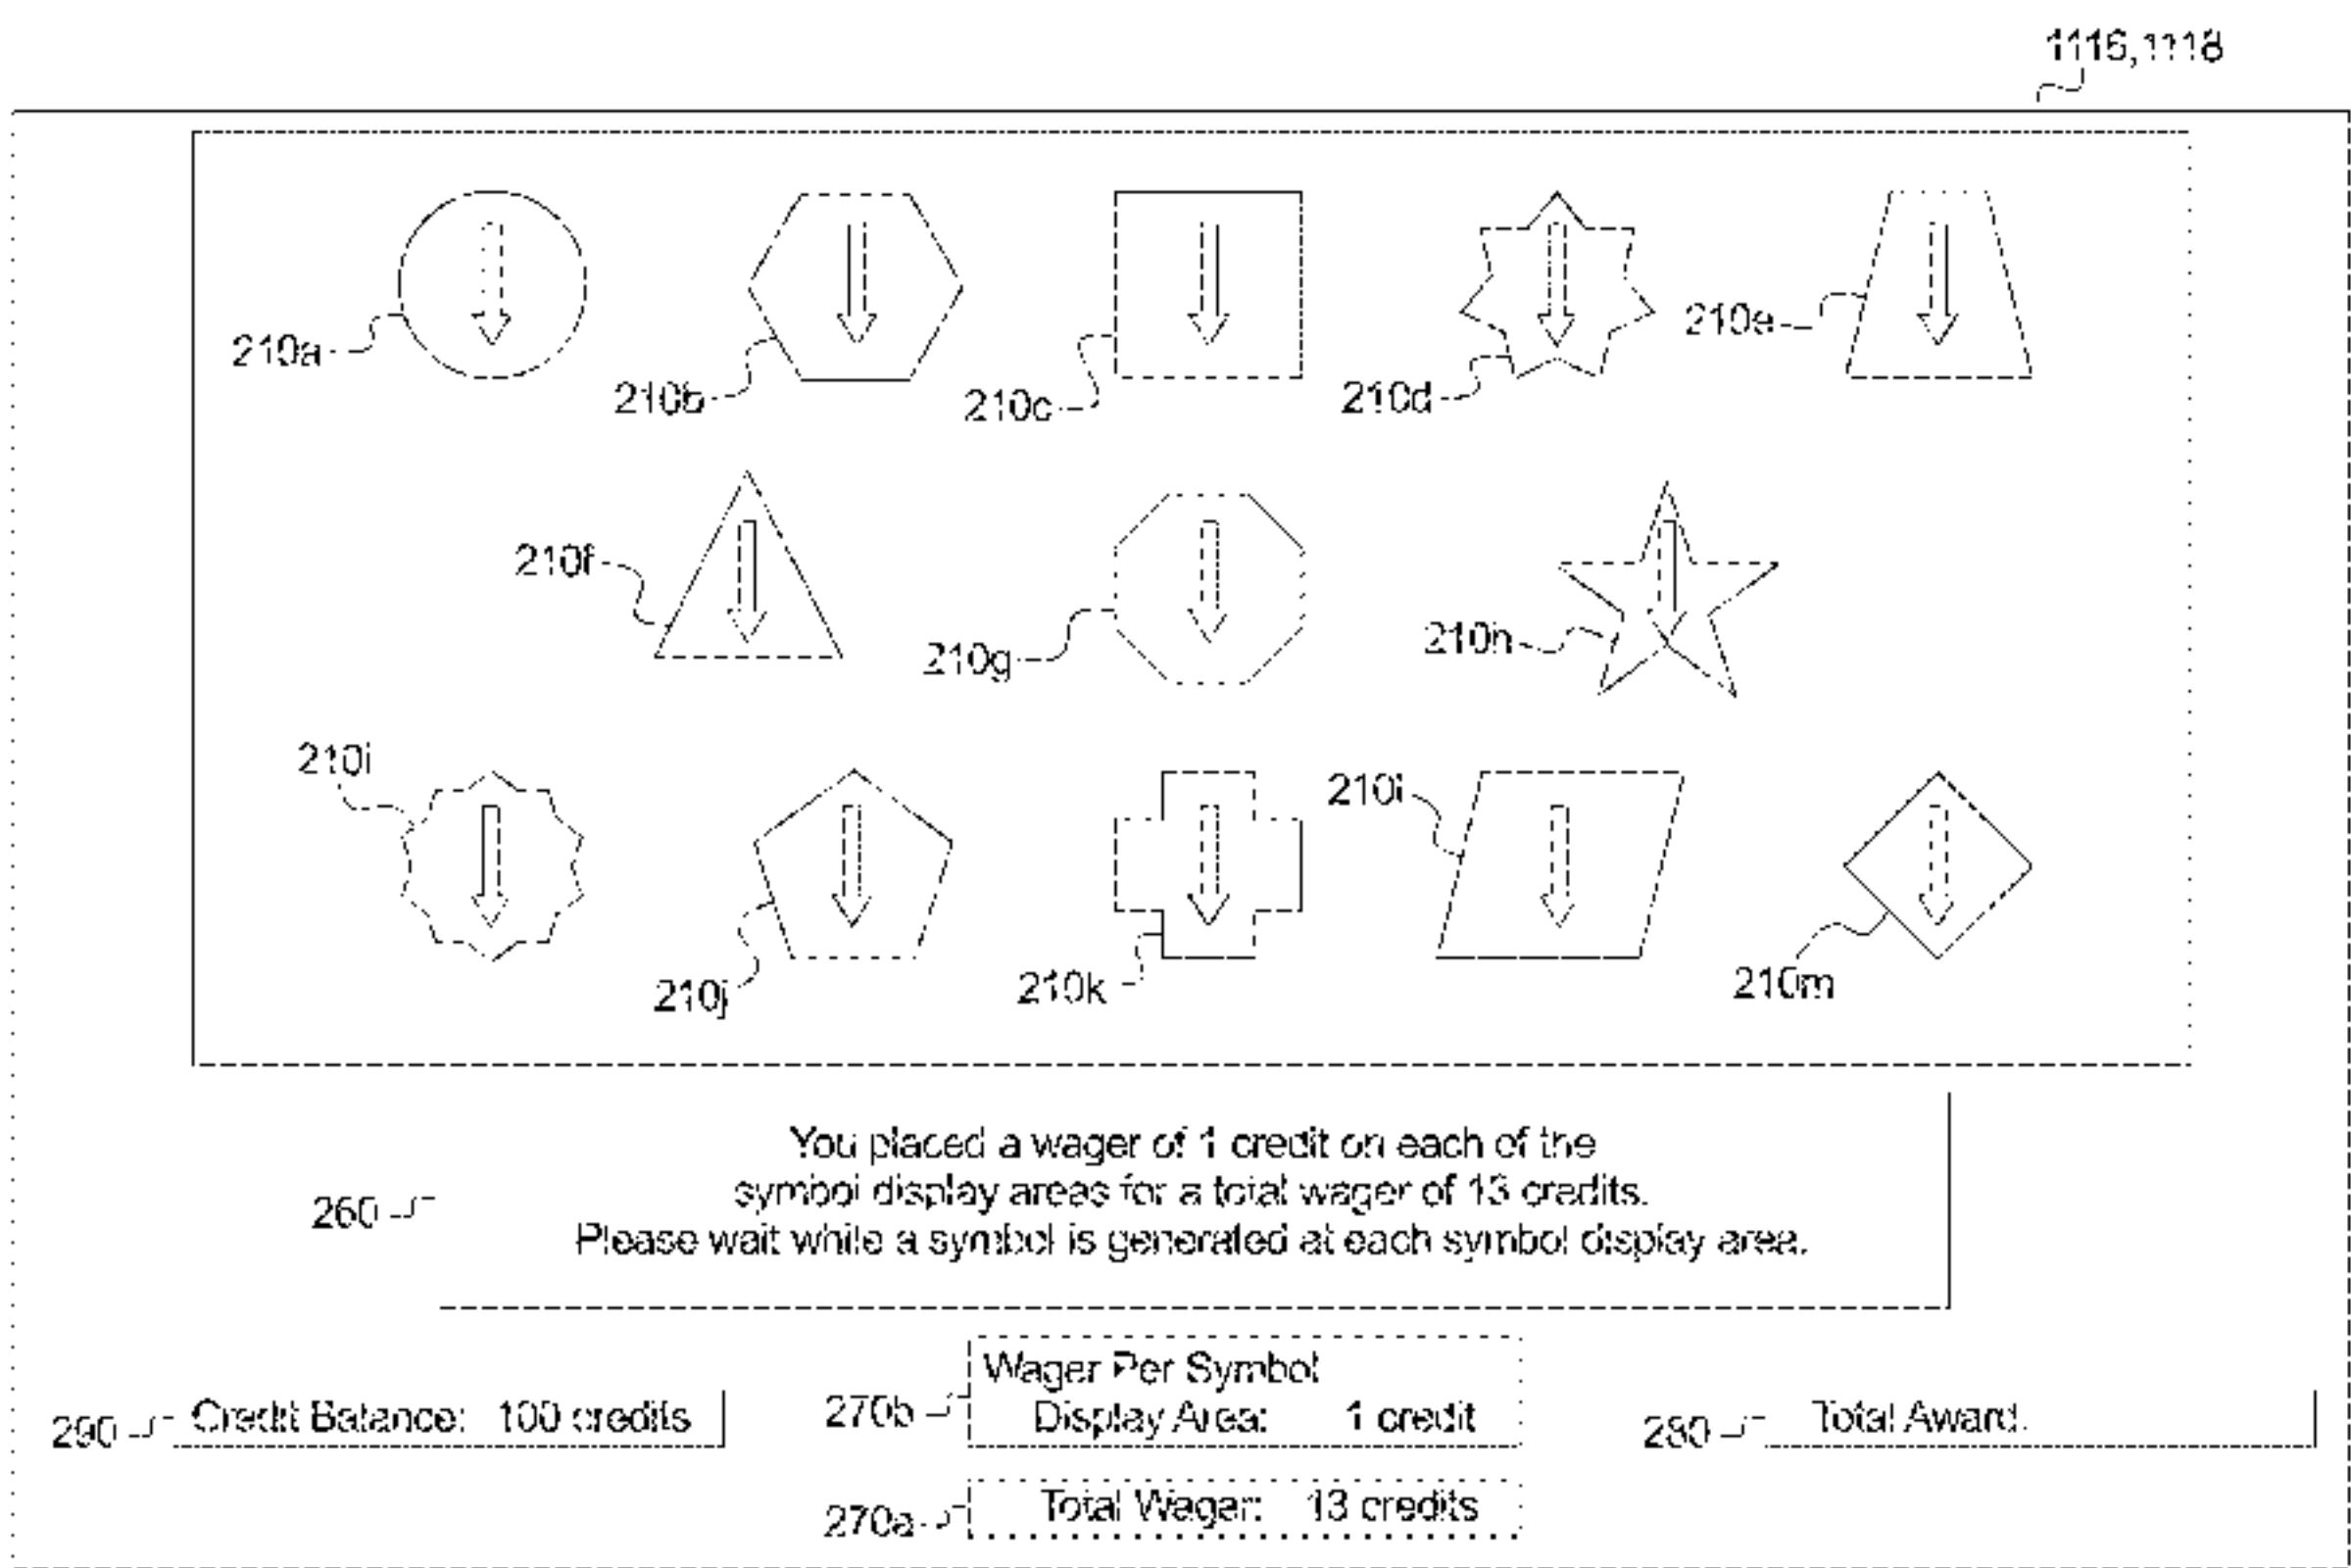 1116, 1118
210a
210b
210c
210d
210e
210f
210g
210h
210i
210j
210k
210l
210m
260
You placed a wager of 1 credit on each of the
symbol display areas for a total wager of 13 credits.
Please wait while a symbol is generated at each symbol display area.
290
Credit Balance: 100 credits
270b
Wager Per Symbol
Display Area: 1 credit
280
Total Award:
270a
Total Wager: 13 credits